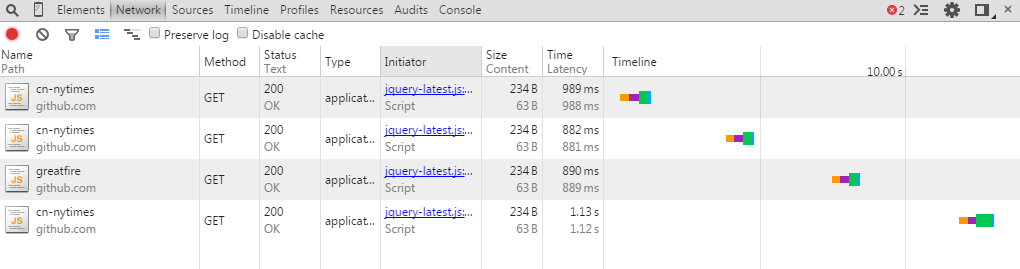 Elements Network Sources Timeline Profiles Resources Audits Console 2
Preserve log Disable cache
Name Path Method Status Text Type Initiator Size Content Time Latency Timeline 10.00 s
JS cn-nytimes github.com GET 200 OK applicat... jquery-latest.js:... Script 234 B 63 B 989 ms 988 ms
JS cn-nytimes github.com GET 200 OK applicat... jquery-latest.js:... Script 234 B 63 B 882 ms 881 ms
JS greatfire github.com GET 200 OK applicat... jquery-latest.js:... Script 234 B 63 B 890 ms 889 ms
JS cn-nytimes github.com GET 200 OK applicat... jquery-latest.js:... Script 234 B 63 B 1.13 s 1.12 s